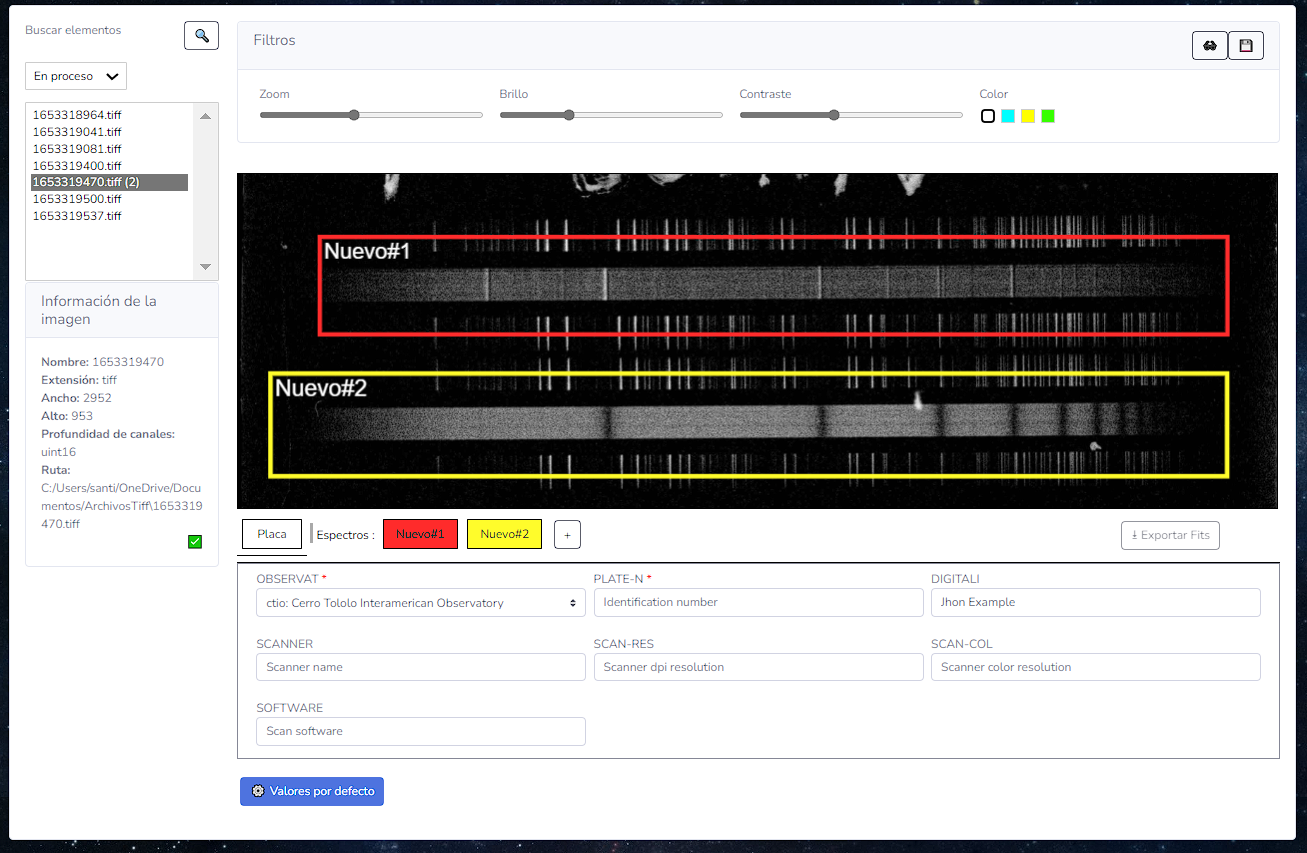 Buscar elementos
En proceso
1653318964.tiff
1653319041.tiff
1653319081.tiff
1653319400.tiff
1653319470.tiff (2)
1653319500.tiff
1653319537.tiff
Información de la
imagen
Nombre: 1653319470
Extensión: tiff
Ancho: 2952
Alto: 953
Profundidad de canales:
uint16
Ruta:
C:/Users/santi/OneDrive/Docu
mentos/ArchivosTiff\1653319
470.tiff
Filtros
Zoom Brillo Contraste Color
Nuevo#1
Nuevo#2
Placa Espectros : Nuevo#1 Nuevo#2 + Exportar Fits
OBSERVAT * PLATE-N * DIGITALI
ctio: Cerro Tololo Interamerican Observatory Identification number Jhon Example
SCANNER SCAN-RES SCAN-COL
Scanner name Scanner dpi resolution Scanner color resolution
SOFTWARE
Scan software
Valores por defecto